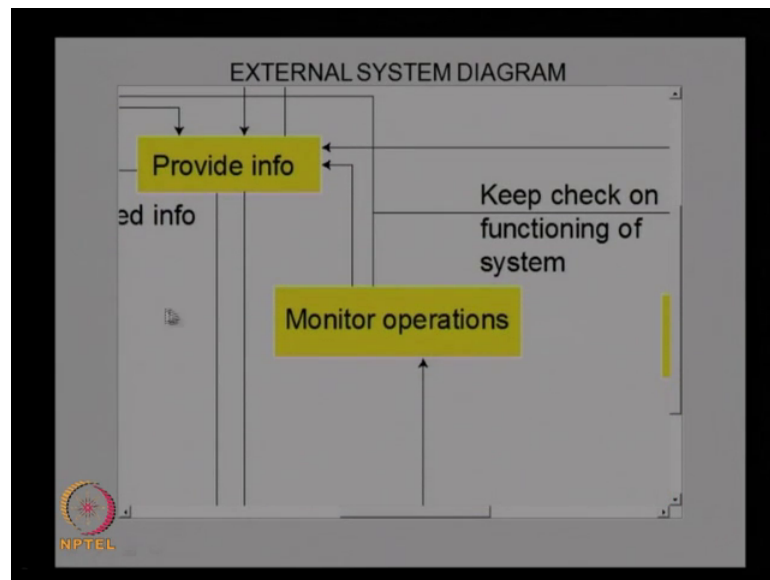 EXTERNAL SYSTEM DIAGRAM
Provide info
ed info
Keep check on
functioning of
system
Monitor operations
NPTEL